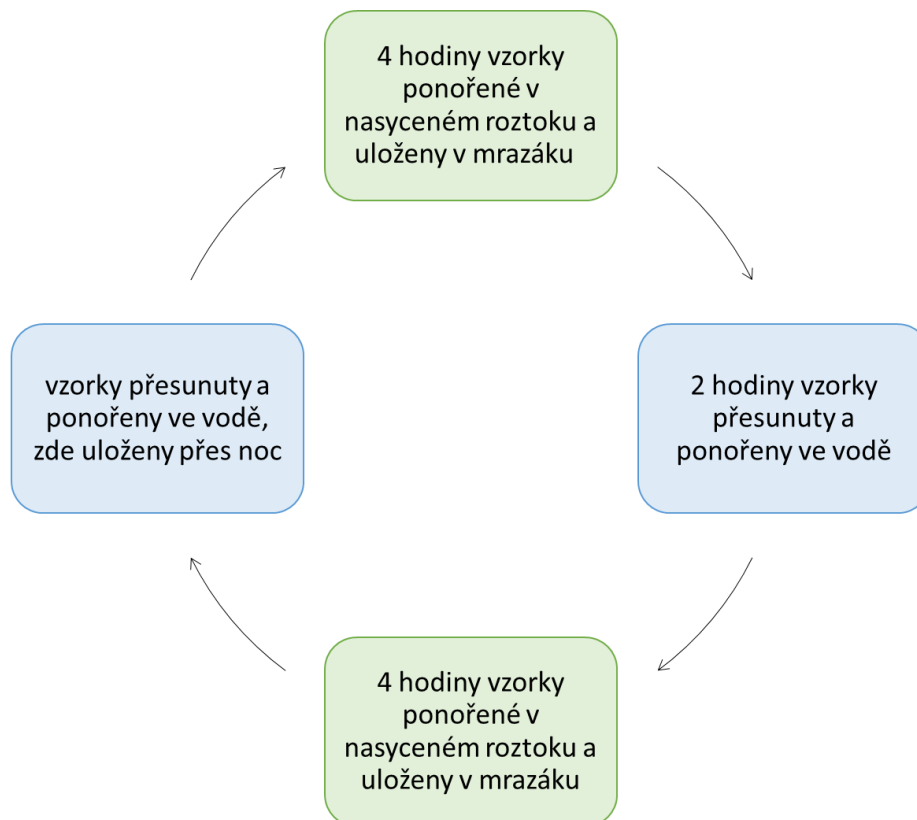 4 hodiny vzorky
ponořené v
nasyceném roztoku a
uloženy v mrazáku
vzorky přesunuty a
ponořeny ve vodě,
zde uloženy přes noc
2 hodiny vzorky
přesunuty a
ponořeny ve vodě
4 hodiny vzorky
ponořené v
nasyceném roztoku a
uloženy v mrazáku